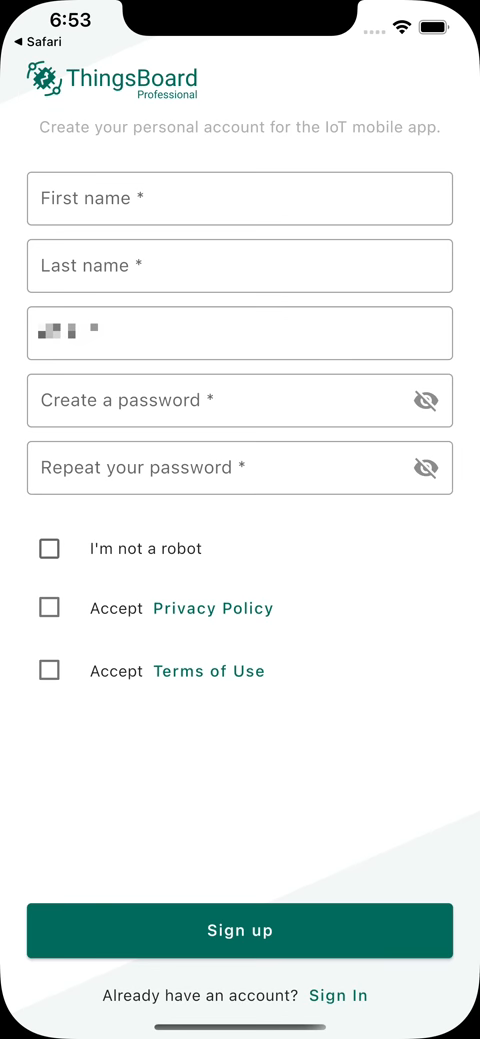 6:53
◀ Safari
ThingsBoard
Professional
Create your personal account for the IoT mobile app.
First name *
Last name *
Create a password *
Repeat your password *
I'm not a robot
Accept Privacy Policy
Accept Terms of Use
Sign up
Already have an account? Sign In